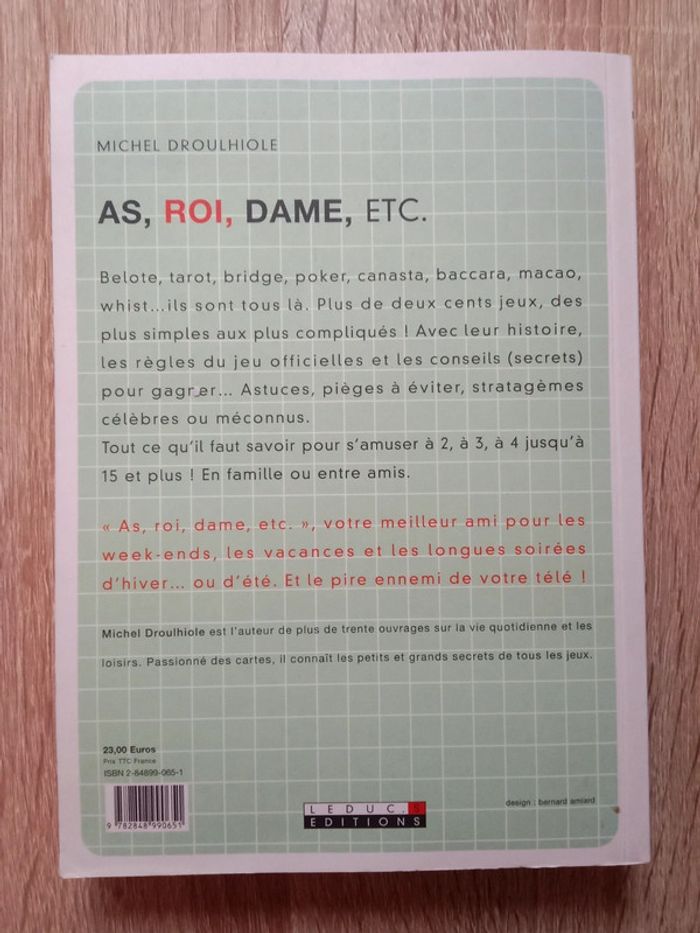 MICHEL DROULHIOLE
AS, ROI, DAME, ETC.
Belote, tarot, bridge, poker, canasta, baccara, macao,
whist...ils sont tous là. Plus de deux cents jeux, des
plus simples aux plus compliqués ! Avec leur histoire,
les règles du jeu officielles et les conseils (secrets)
pour gagner... Astuces, pièges à éviter, stratagèmes
célèbres ou méconnus.
Tout ce qu'il faut savoir pour s'amuser à 2, à 3, à 4 jusqu'à
15 et plus ! En famille ou entre amis.
« As, roi, dame, etc. », votre meilleur ami pour les
week-ends, les vacances et les longues soirées
d'hiver... ou d'été. Et le pire ennemi de votre télé !
Michel Droulhiole est l'auteur de plus de trente ouvrages sur la vie quotidienne et les
loisirs. Passionné des cartes, il connaît les petits et grands secrets de tous les jeux.
23,00 Euros
Prix TTC France
ISBN 2-84899-065-1
9 782848 990651
LEDUC.S
EDITIONS
design : bernard amiard